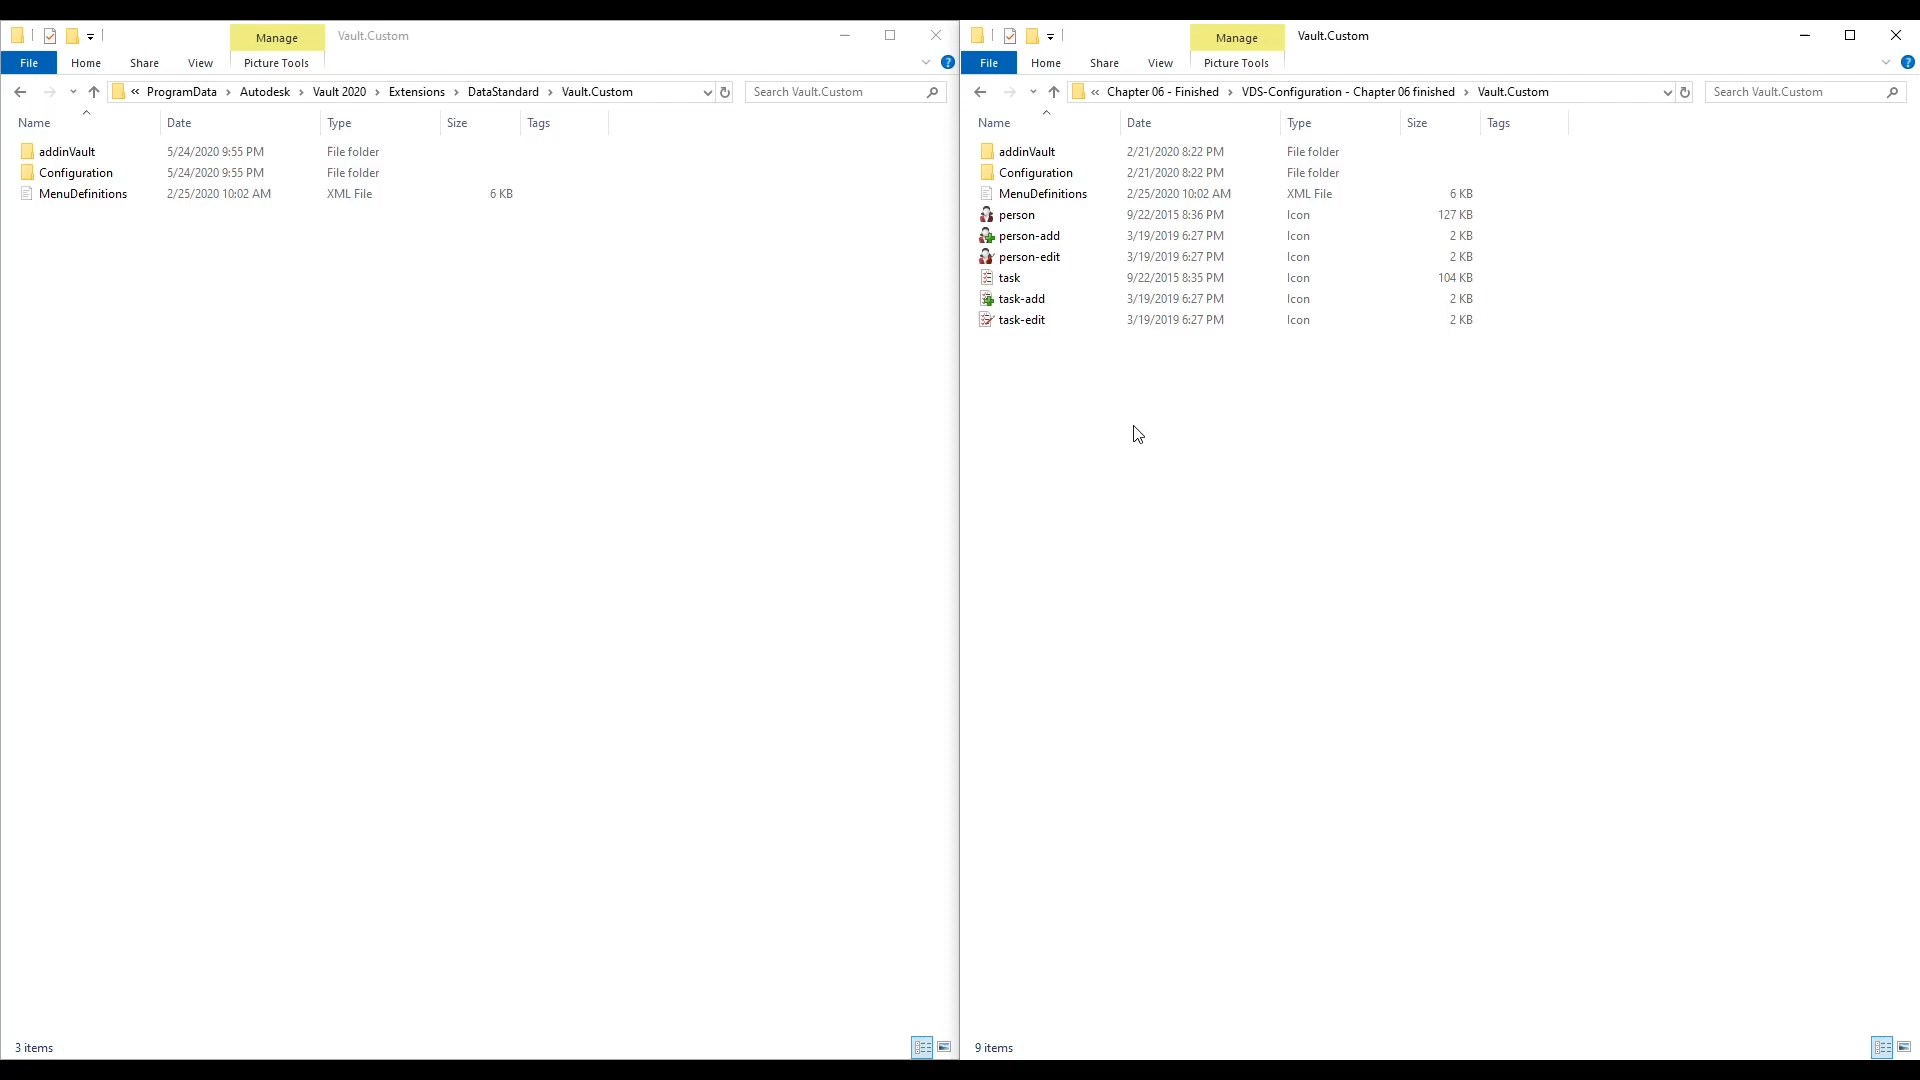 Manage Vault.Custom
File Home Share View Picture Tools
« ProgramData › Autodesk › Vault 2020 › Extensions › DataStandard › Vault.Custom Search Vault.Custom
Name Date Type Size Tags
addinVault 5/24/2020 9:55 PM File folder
Configuration 5/24/2020 9:55 PM File folder
MenuDefinitions 2/25/2020 10:02 AM XML File 6 KB
3 items
Manage Vault.Custom
File Home Share View Picture Tools
« Chapter 06 - Finished › VDS-Configuration - Chapter 06 finished › Vault.Custom Search Vault.Custom
Name Date Type Size Tags
addinVault 2/21/2020 8:22 PM File folder
Configuration 2/21/2020 8:22 PM File folder
MenuDefinitions 2/25/2020 10:02 AM XML File 6 KB
person 9/22/2015 8:36 PM Icon 127 KB
person-add 3/19/2019 6:27 PM Icon 2 KB
person-edit 3/19/2019 6:27 PM Icon 2 KB
task 9/22/2015 8:35 PM Icon 104 KB
task-add 3/19/2019 6:27 PM Icon 2 KB
task-edit 3/19/2019 6:27 PM Icon 2 KB
9 items